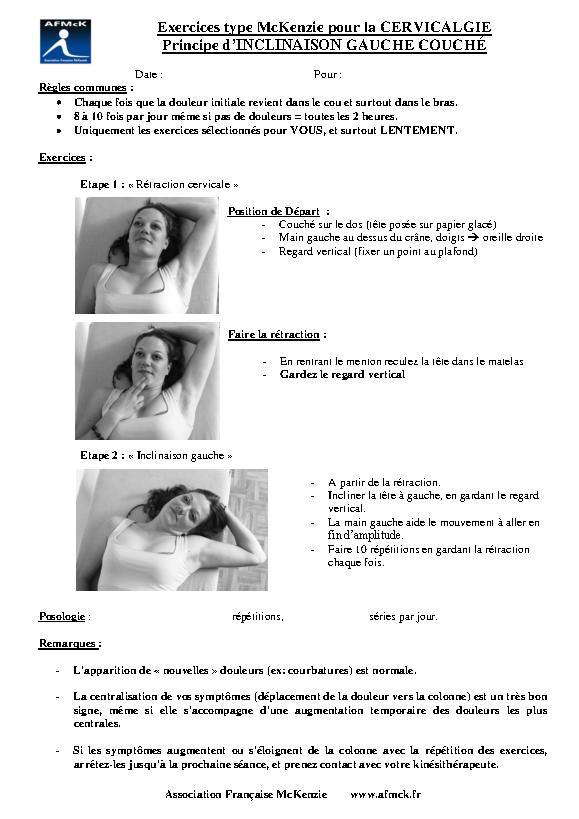 AFMcK
Association Française McKenzie
Exercices type McKenzie pour la CERVICALGIE
Principe d'INCLINAISON GAUCHE COUCHÉ
Date : Pour :
Règles communes :
• Chaque fois que la douleur initiale revient dans le cou et surtout dans le bras.
• 8 à 10 fois par jour même si pas de douleurs = toutes les 2 heures.
• Uniquement les exercices sélectionnés pour VOUS, et surtout LENTEMENT.
Exercices :
Etape 1 : « Rétraction cervicale »
Position de Départ :
- Couché sur le dos (tête posée sur papier glacé)
- Main gauche au dessus du crâne, doigts → oreille droite
- Regard vertical (fixer un point au plafond)
Faire la rétraction :
- En rentrant le menton reculez la tête dans le matelas
- Gardez le regard vertical
Etape 2 : « Inclinaison gauche »
- A partir de la rétraction.
- Incliner la tête à gauche, en gardant le regard
vertical.
- La main gauche aide le mouvement à aller en
fin d'amplitude.
- Faire 10 répétitions en gardant la rétraction
chaque fois.
Posologie : répétitions, séries par jour.
Remarques :
- L'apparition de « nouvelles » douleurs (ex: courbatures) est normale.
- La centralisation de vos symptômes (déplacement de la douleur vers la colonne) est un très bon
signe, même si elle s'accompagne d'une augmentation temporaire des douleurs les plus
centrales.
- Si les symptômes augmentent ou s'éloignent de la colonne avec la répétition des exercices,
arrêtez-les jusqu'à la prochaine séance, et prenez contact avec votre kinésithérapeute.
Association Française McKenzie www.afmck.fr